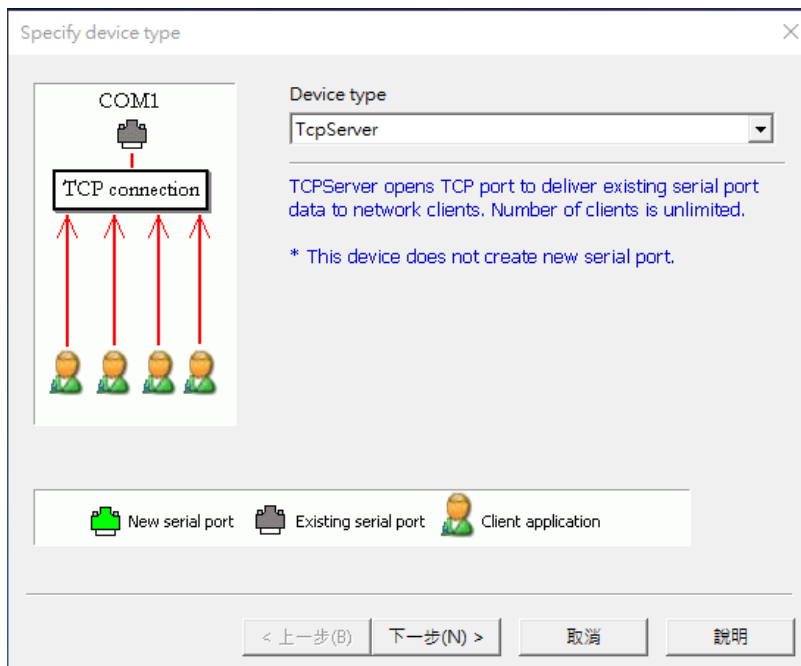 Specify device type
COM1
TCP connection
Device type
TcpServer
TCPServer opens TCP port to deliver existing serial port
data to network clients. Number of clients is unlimited.
* This device does not create new serial port.
New serial port
Existing serial port
Client application
< 上一步(B)
下一步(N) >
取消
說明